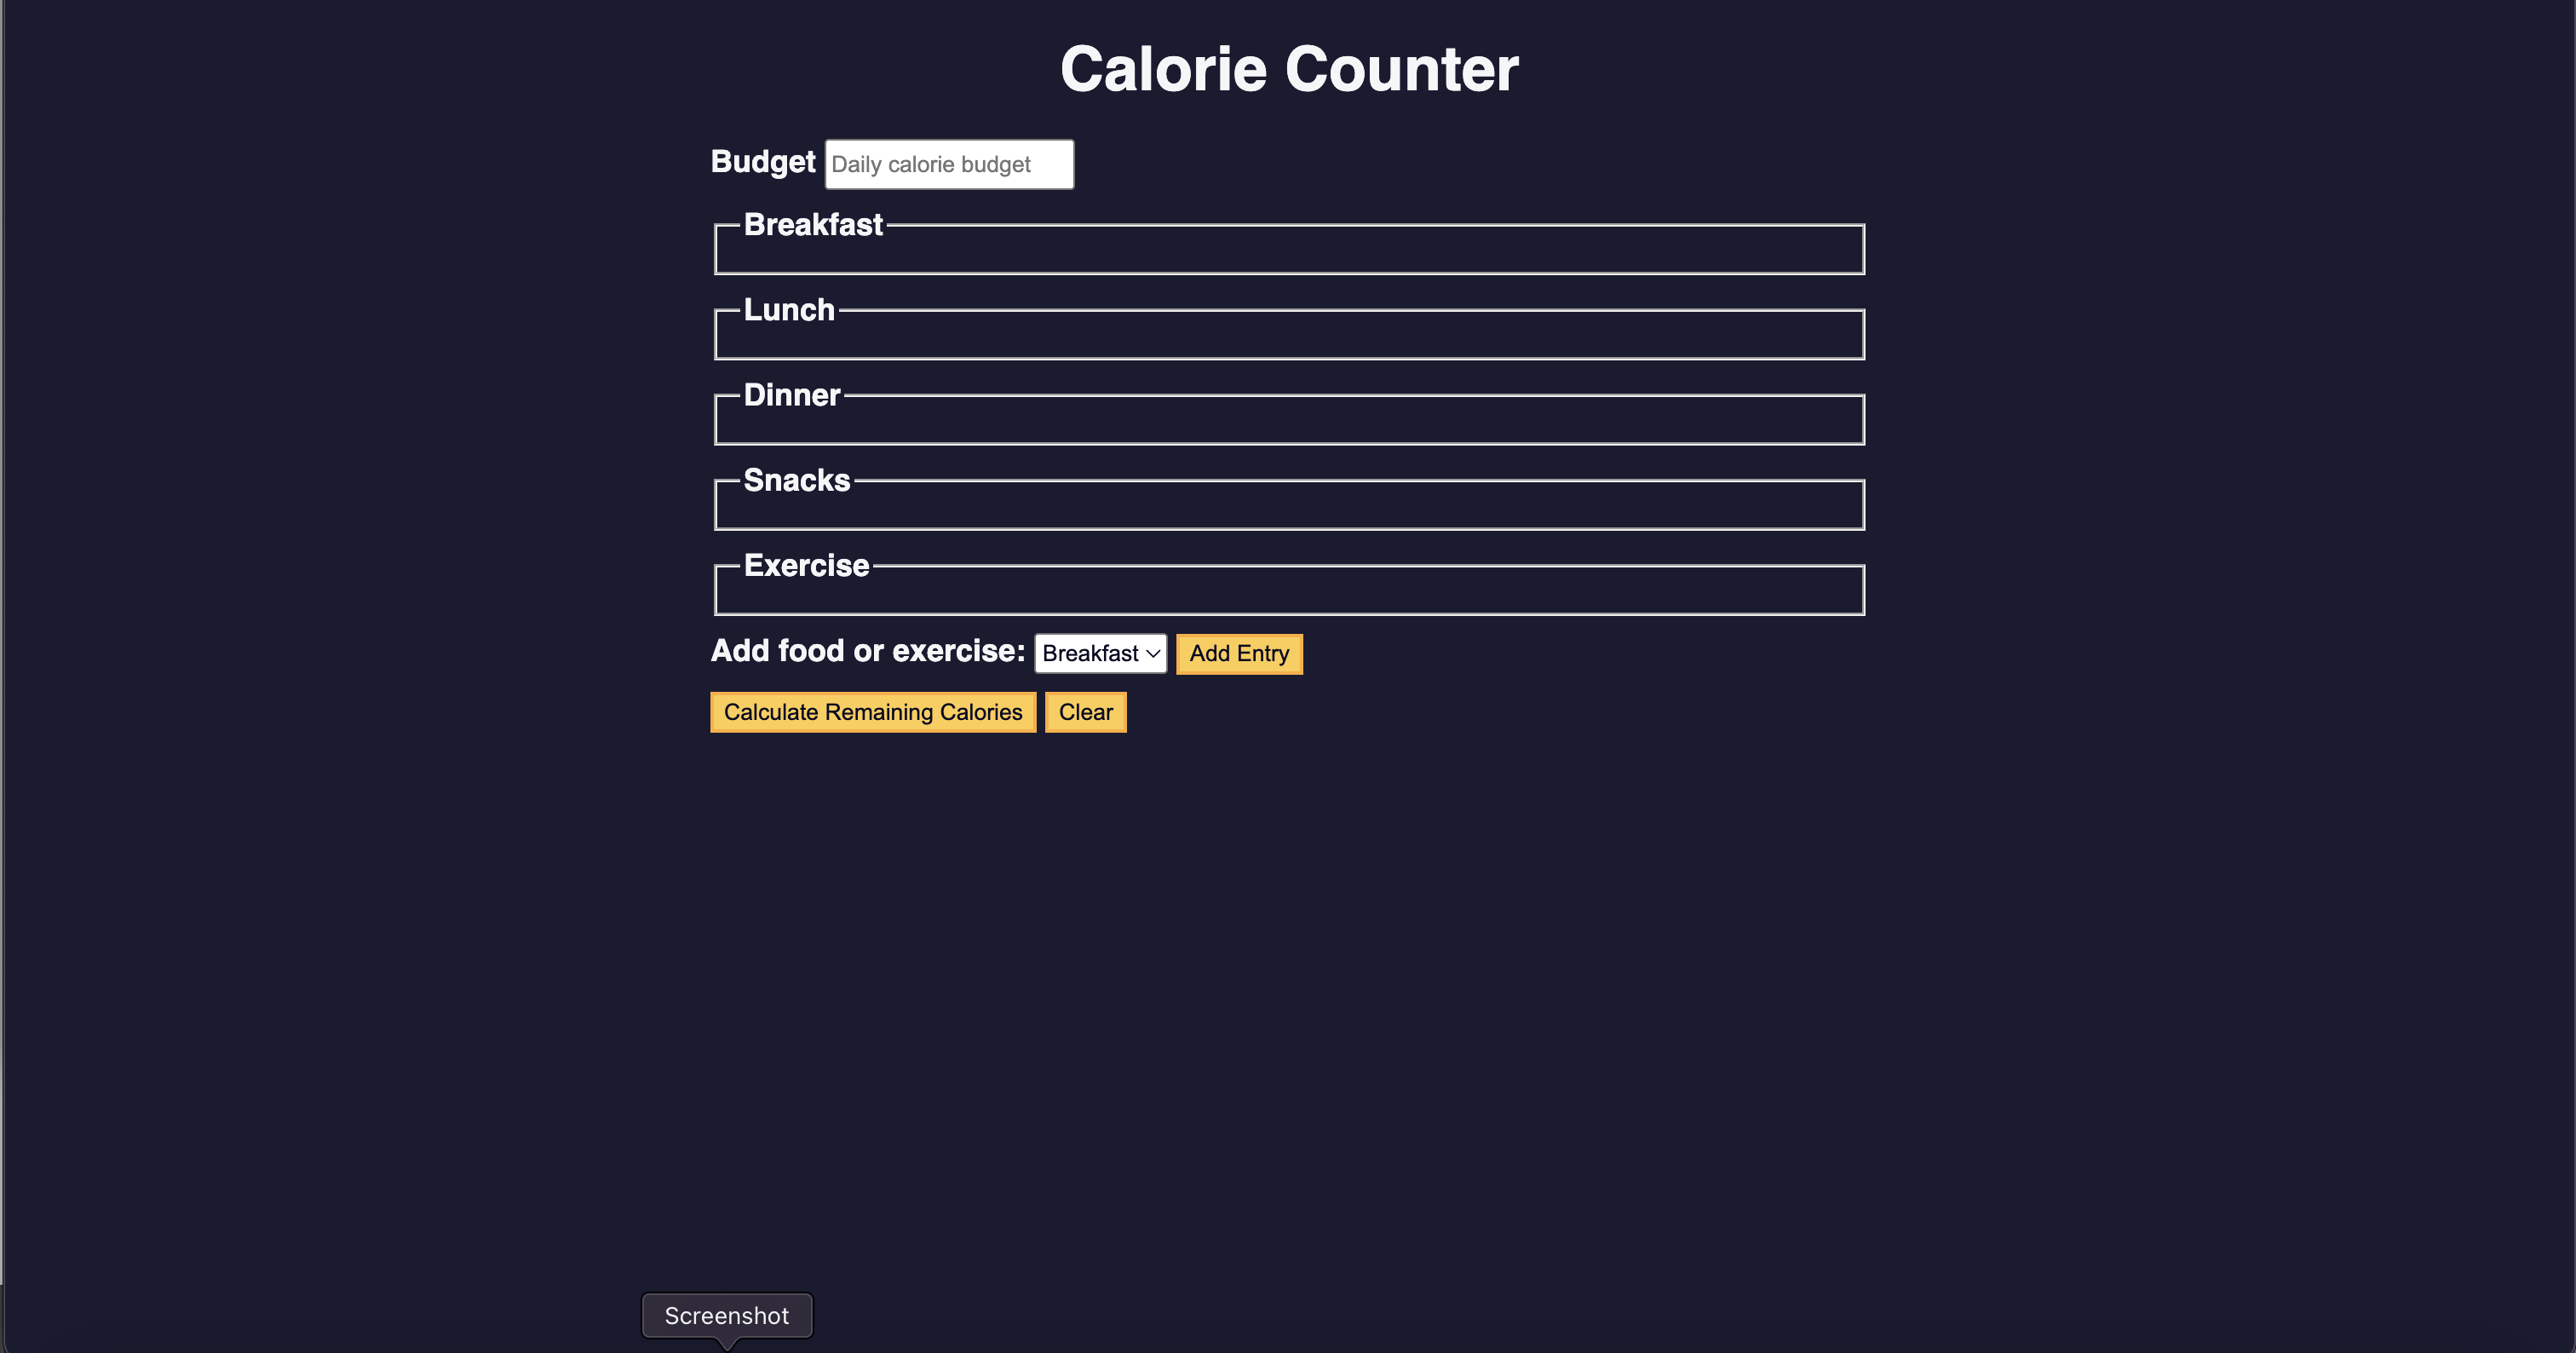 Calorie Counter
Budget Daily calorie budget
Breakfast
Lunch
Dinner
Snacks
Exercise
Add food or exercise: Breakfast Add Entry
Calculate Remaining Calories Clear
Screenshot